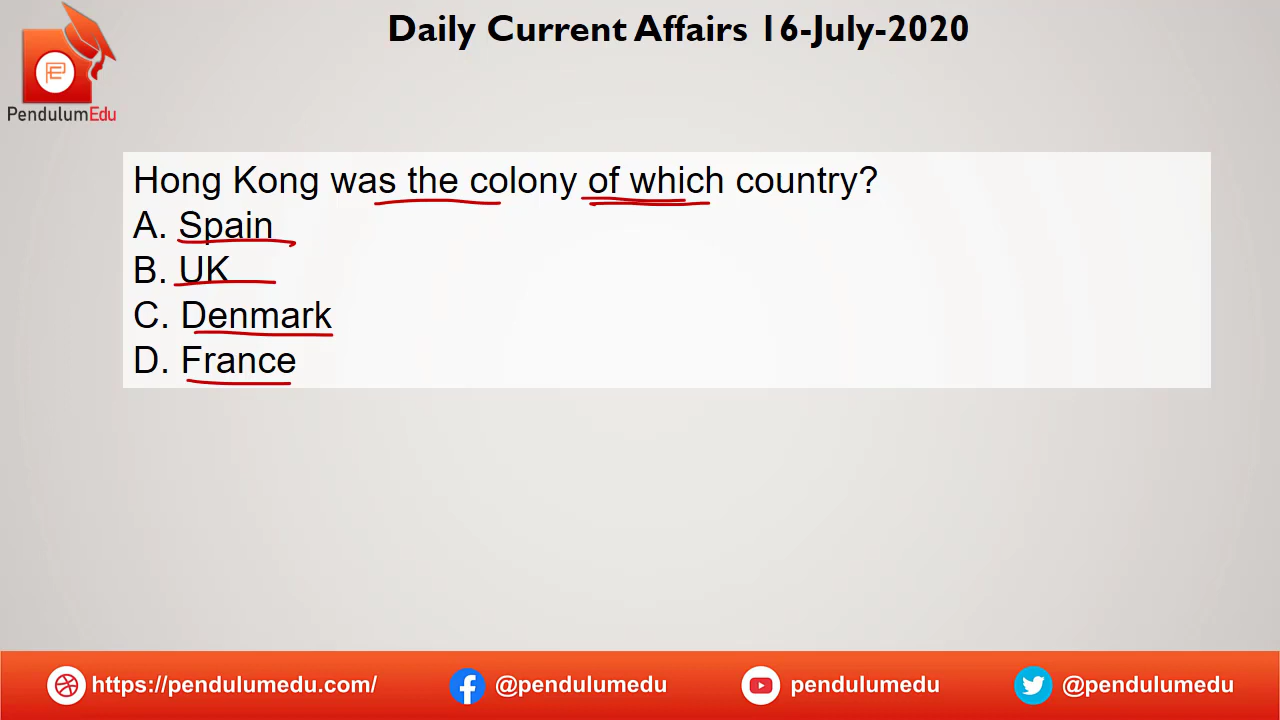 Daily Current Affairs 16-July-2020
PendulumEdu
Hong Kong was the colony of which country?
A. Spain
B. UK
C. Denmark
D. France
https://pendulumedu.com/ @pendulumedu pendulumedu @pendulumedu